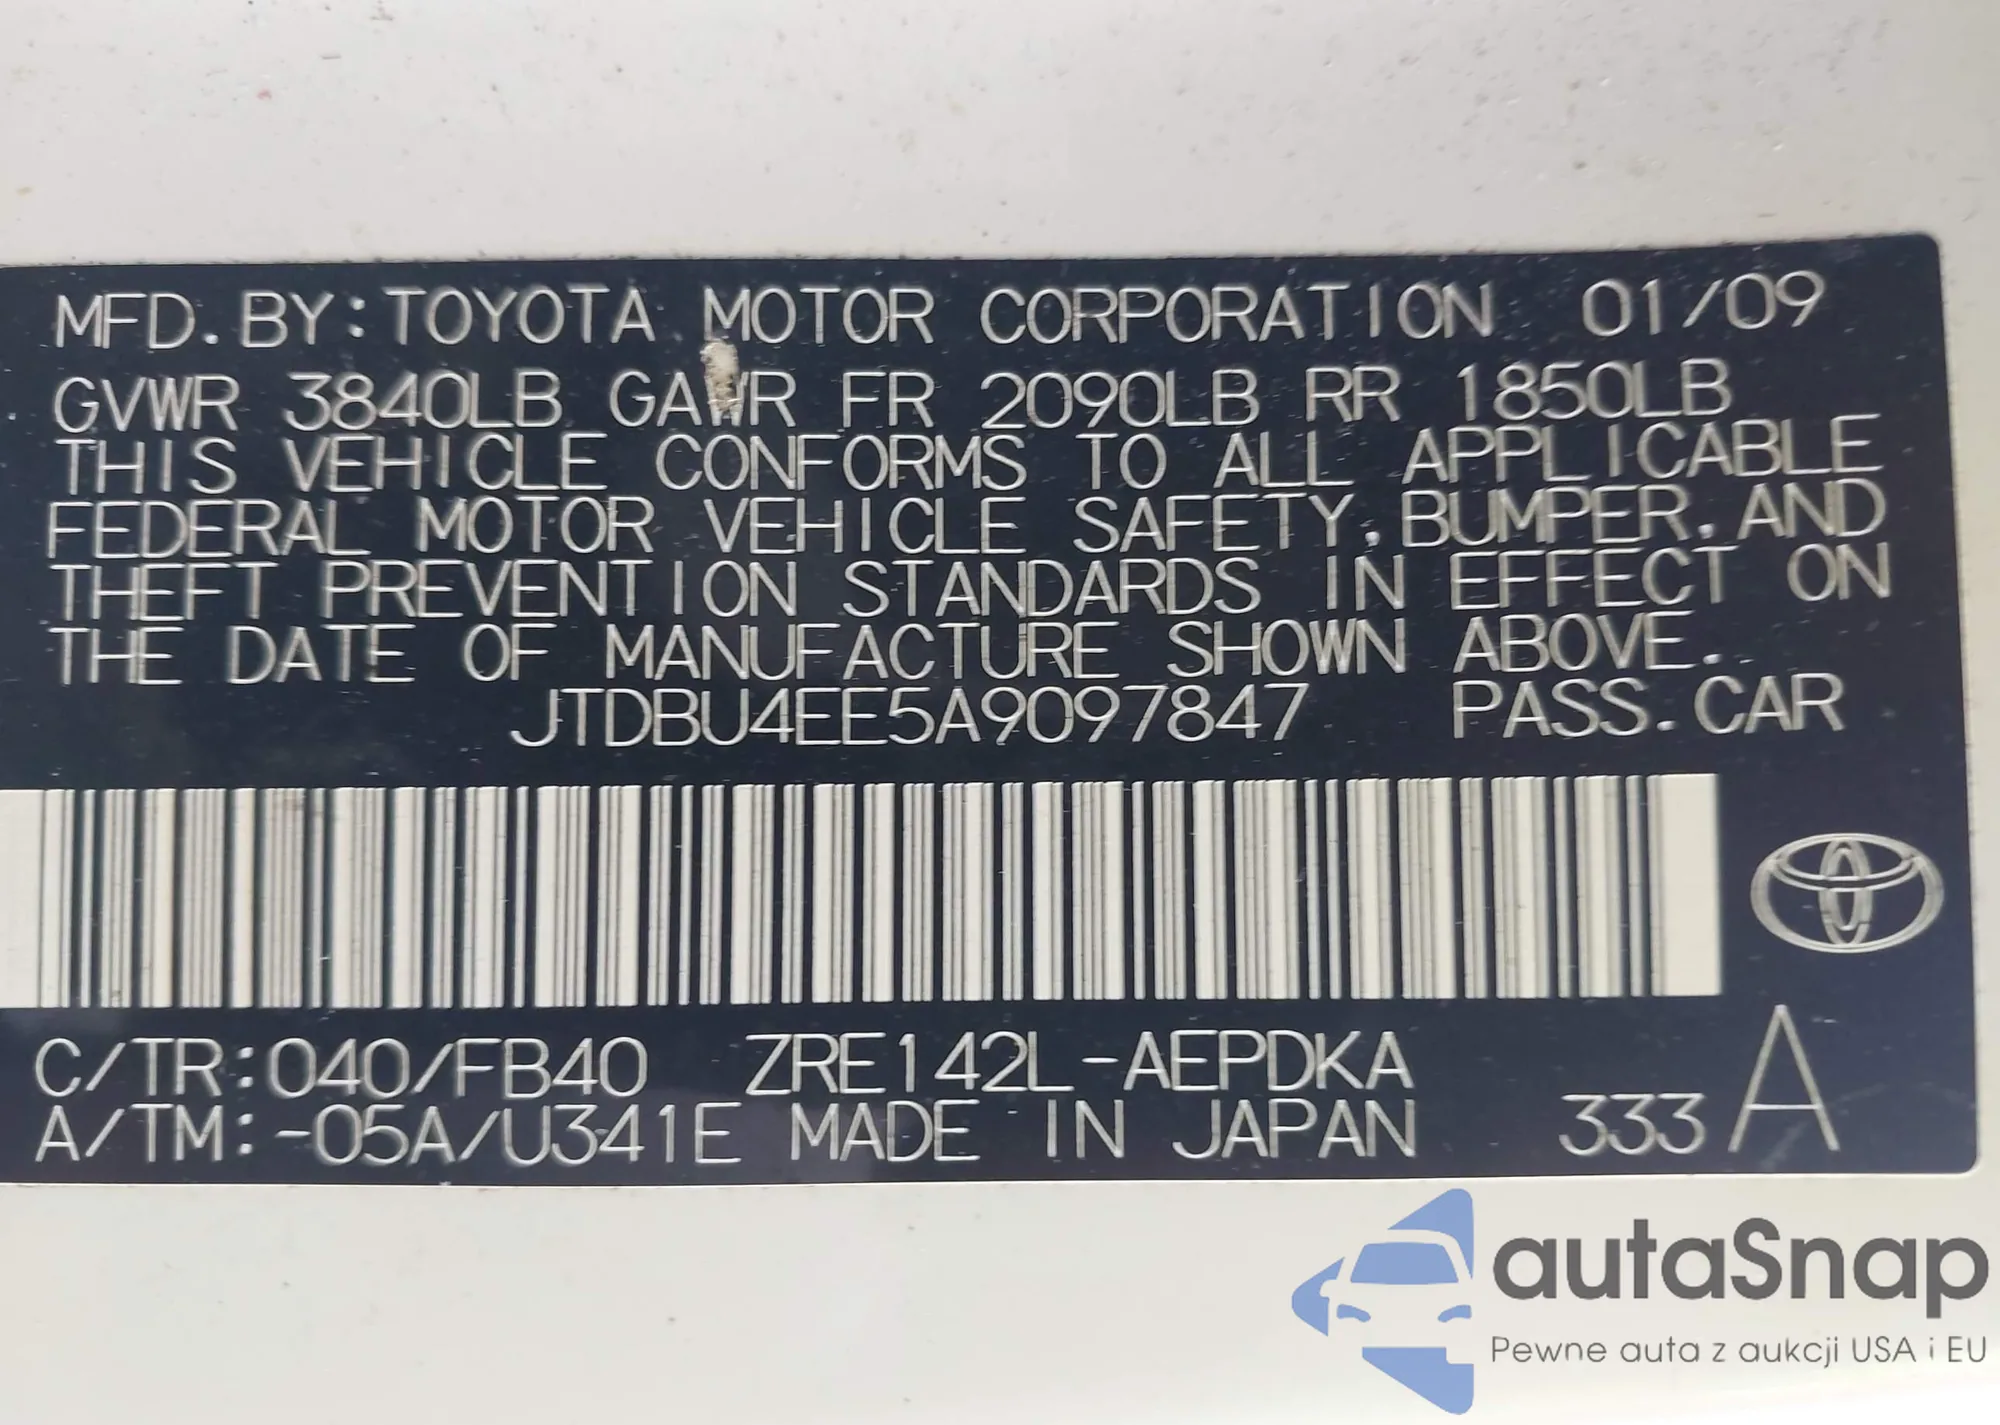 MFD. BY: TOYOTA MOTOR CORPORATION 01/09
GVWR 3840LB GAWR FR 2090LB RR 1850LB
THIS VEHICLE CONFORMS TO ALL APPLICABLE
FEDERAL MOTOR VEHICLE SAFETY, BUMPER, AND
THEFT PREVENTION STANDARDS IN EFFECT ON
THE DATE OF MANUFACTURE SHOWN ABOVE.
JTDBU4EE5A9097847 PASS. CAR
C/TR: 040/FB40 ZRE142L-AEPDKA
A/TM: -05A/U341E MADE IN JAPAN 333 A
autaSnap
Pewne auta z aukcji USA i EU